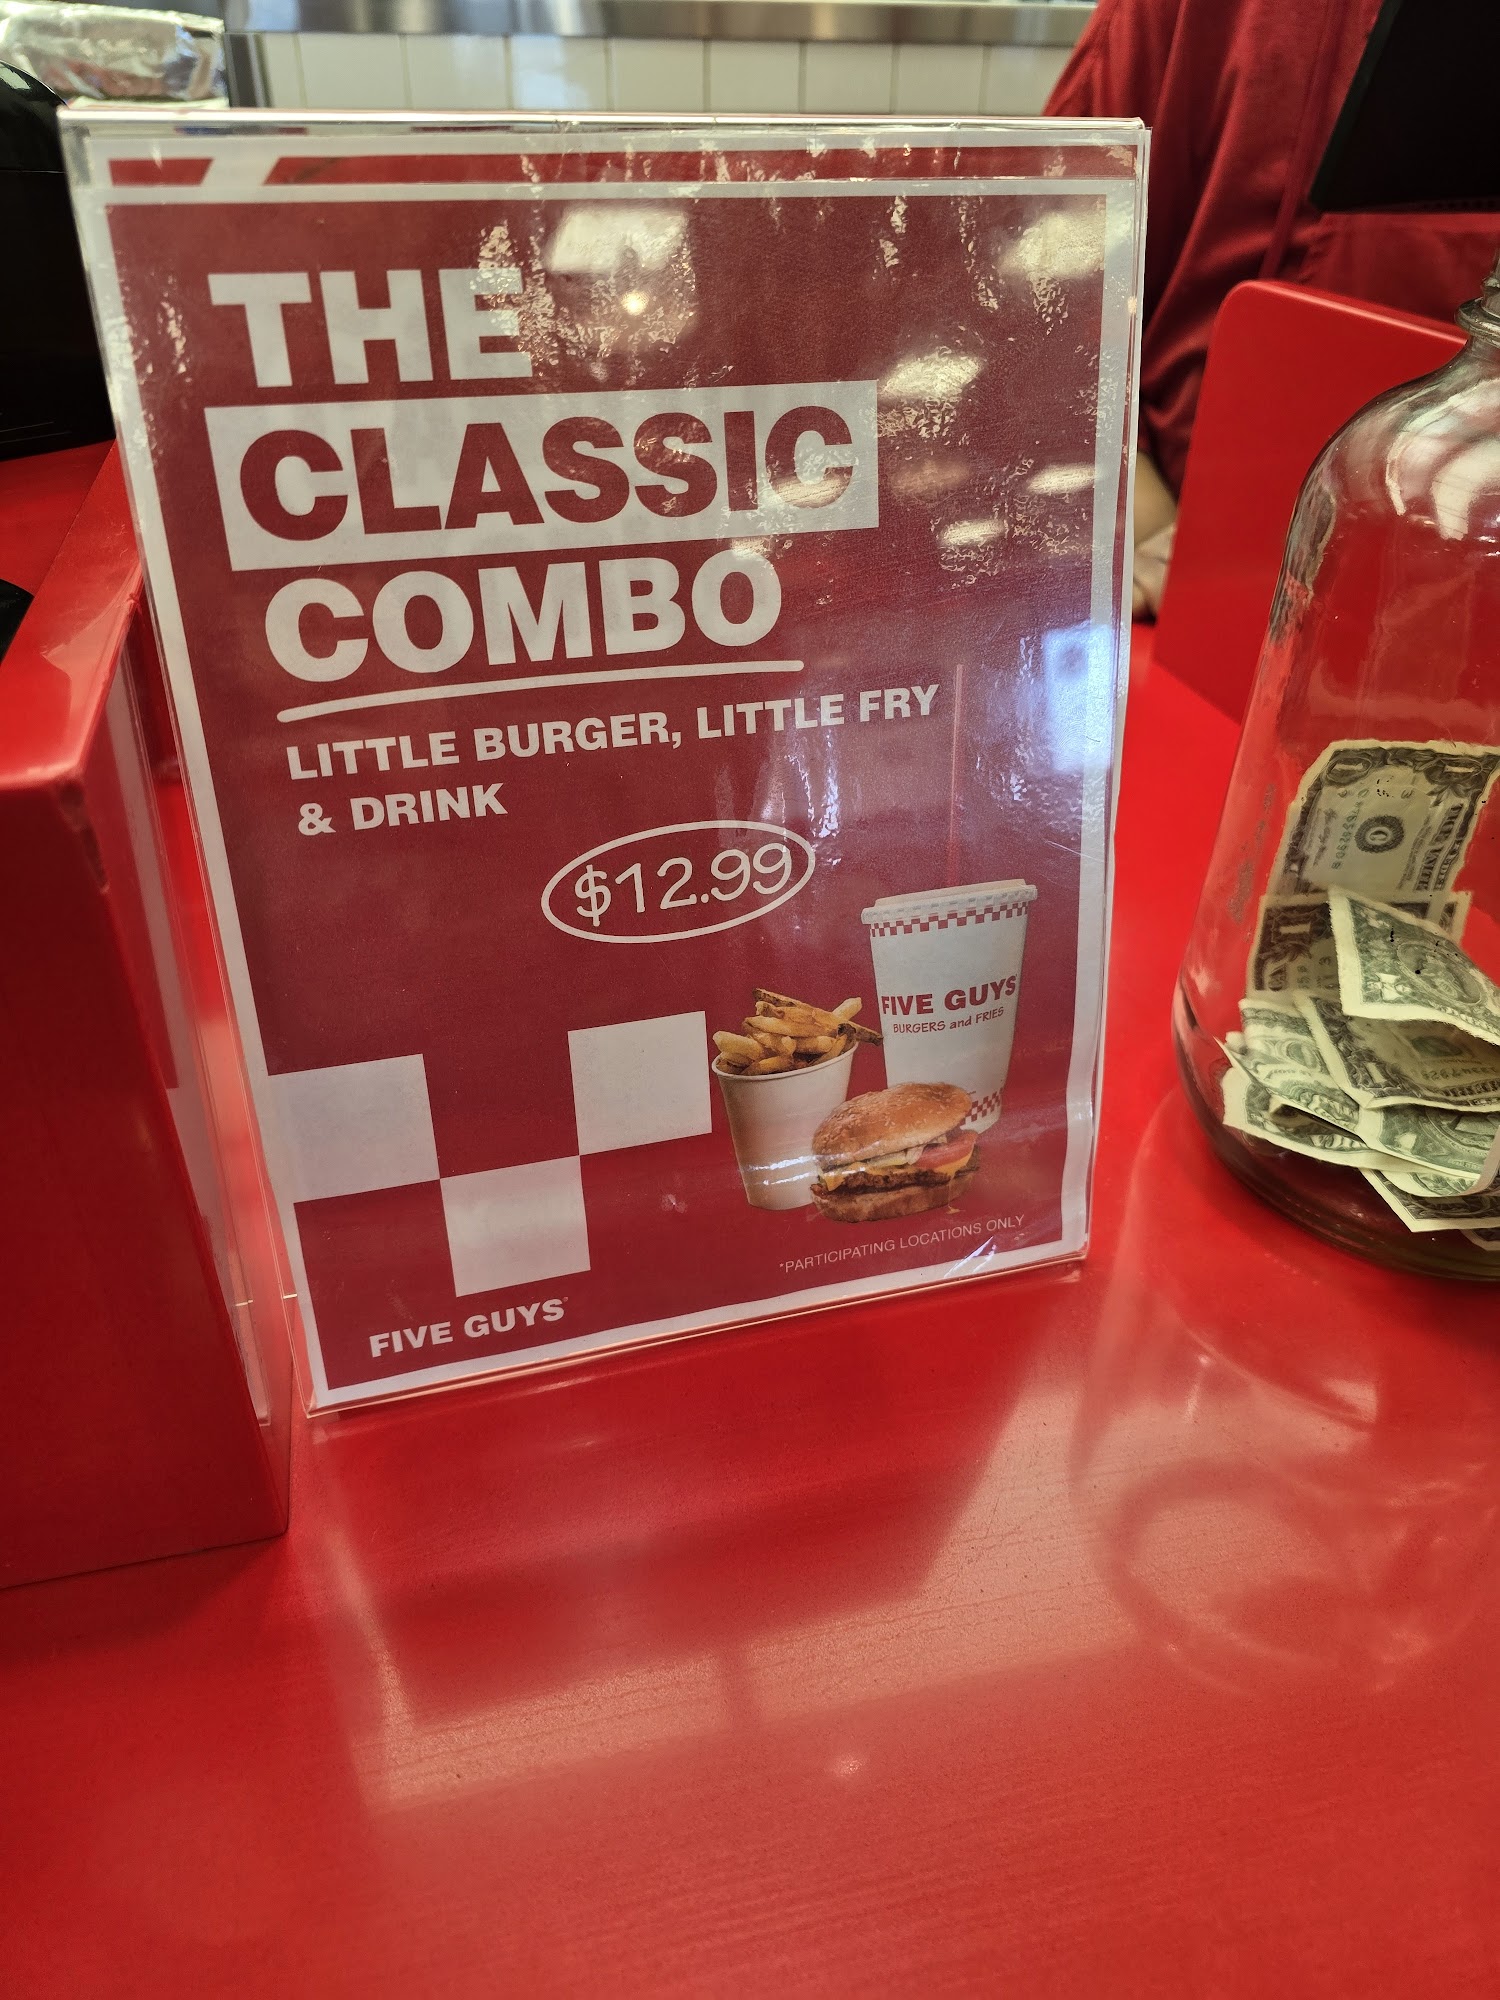 THE
CLASSIC
COMBO
LITTLE BURGER, LITTLE FRY
& DRINK
$12.99
FIVE GUYS
BURGERS and FRIES
*PARTICIPATING LOCATIONS ONLY
FIVE GUYS